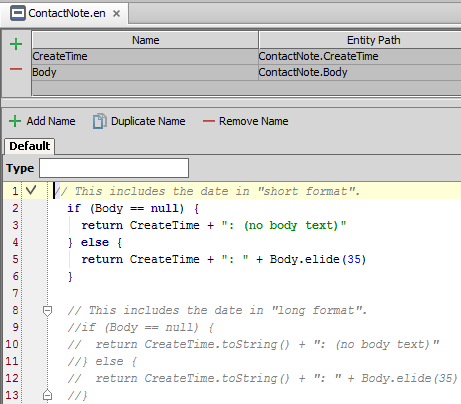 ContactNote.en
Name Entity Path
CreateTime ContactNote.CreateTime
Body ContactNote.Body
Add Name Duplicate Name Remove Name
Default
Type
1 // This includes the date in "short format".
2 if (Body == null) {
3 return CreateTime + ": (no body text)"
4 } else {
5 return CreateTime + ": " + Body.elide(35)
6 }
7
8 // This includes the date in "long format".
9 //if (Body == null) {
10 //  return CreateTime.toString() + ": (no body text)"
11 //} else {
12 //  return CreateTime.toString() + ": " + Body.elide(35)
13 //}